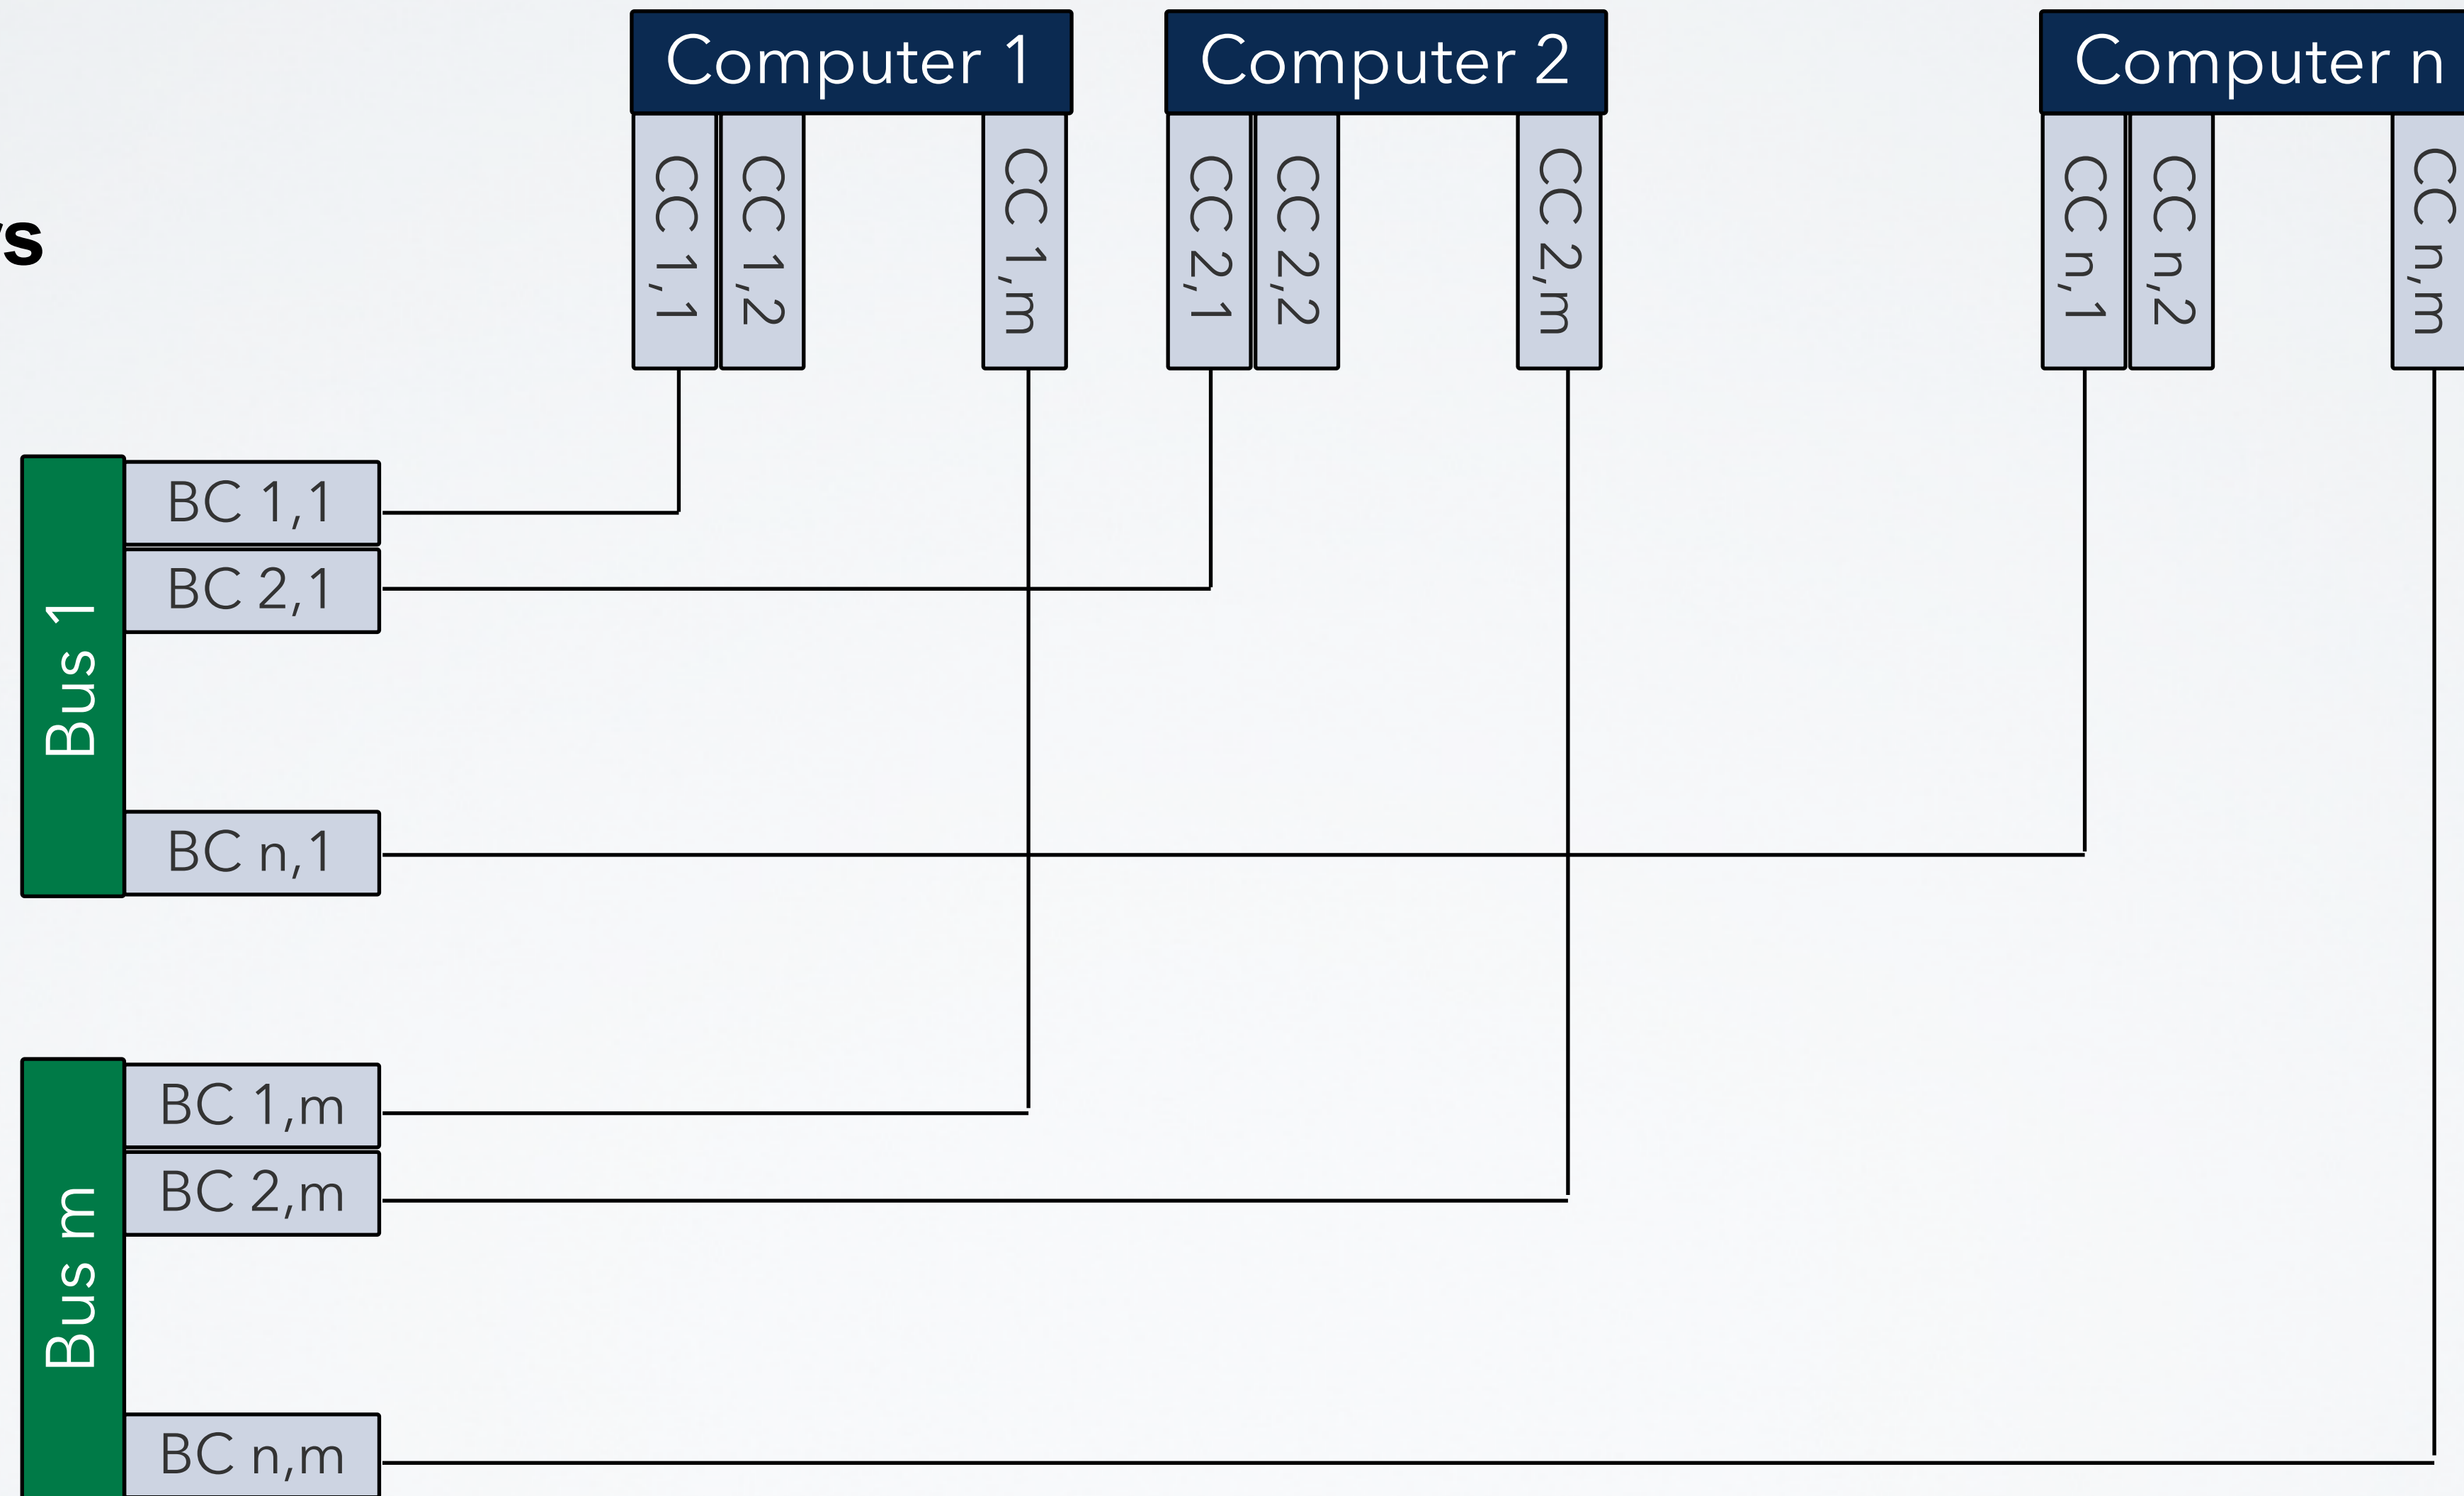 Computer 1
Computer 2
Computer n
CC 1,1
CC 1,2
CC 1,m
CC 2,1
CC 2,2
CC 2,m
CC n,1
CC n,2
CC n,m
Bus 1
BC 1,1
BC 2,1
BC n,1
Bus m
BC 1,m
BC 2,m
BC n,m